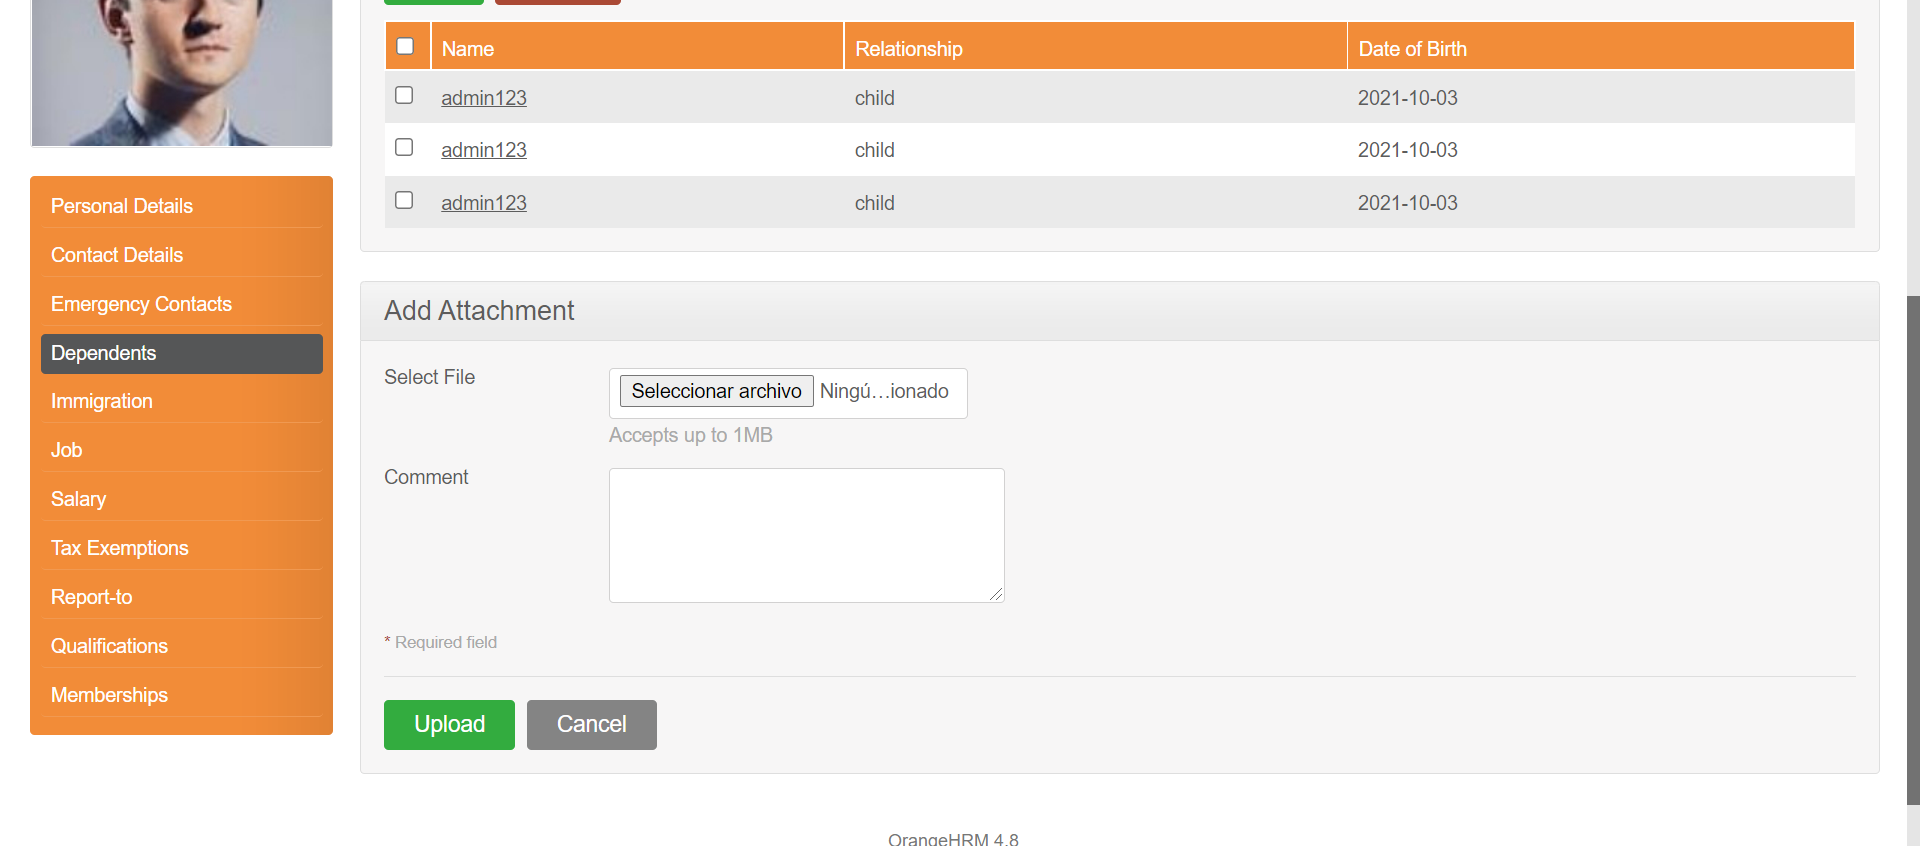 Name Relationship Date of Birth
admin123 child 2021-10-03
admin123 child 2021-10-03
admin123 child 2021-10-03
Personal Details
Contact Details
Emergency Contacts
Dependents
Immigration
Job
Salary
Tax Exemptions
Report-to
Qualifications
Memberships
Add Attachment
Select File Seleccionar archivo Ningú…ionado
Accepts up to 1MB
Comment
* Required field
Upload Cancel
OrangeHRM 4.8